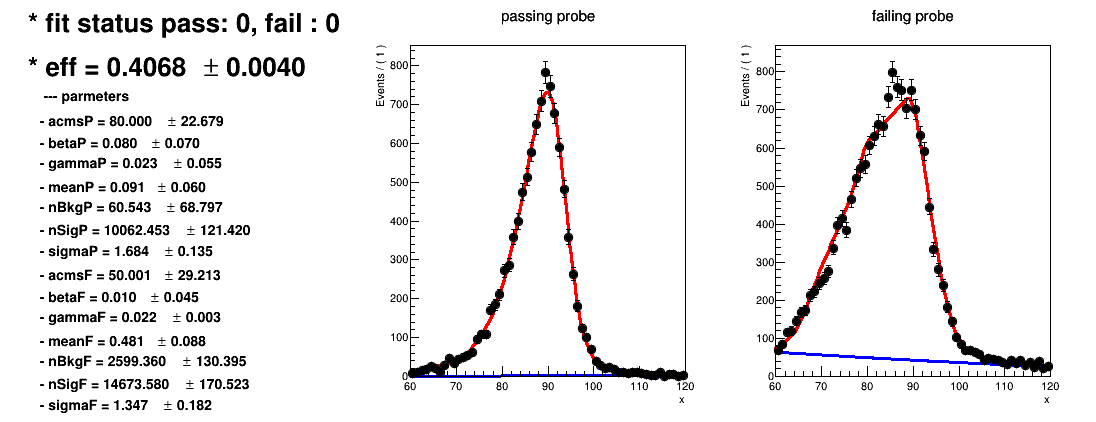 * fit status pass: 0, fail : 0
* eff = 0.4068 ± 0.0040
--- parmeters
- acmsP = 80.000 ± 22.679
- betaP = 0.080 ± 0.070
- gammaP = 0.023 ± 0.055
- meanP = 0.091 ± 0.060
- nBkgP = 60.543 ± 68.797
- nSigP = 10062.453 ± 121.420
- sigmaP = 1.684 ± 0.135
- acmsF = 50.001 ± 29.213
- betaF = 0.010 ± 0.045
- gammaF = 0.022 ± 0.003
- meanF = 0.481 ± 0.088
- nBkgF = 2599.360 ± 130.395
- nSigF = 14673.580 ± 170.523
- sigmaF = 1.347 ± 0.182
passing probe
Events / ( 1 )
800
700
600
500
400
300
200
100
0
60 70 80 90 100 110 120
x
failing probe
Events / ( 1 )
800
700
600
500
400
300
200
100
0
60 70 80 90 100 110 120
x